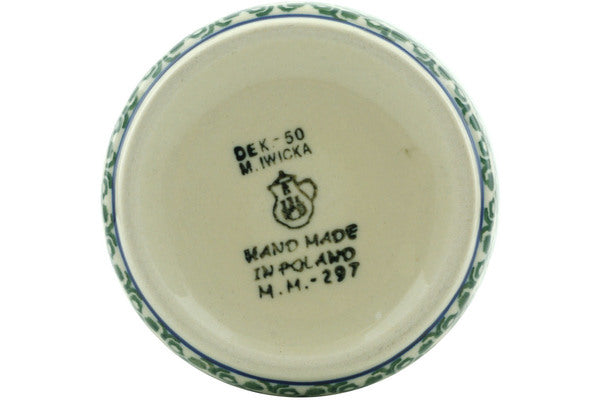 DEK.-50
M.IWICKA
HAND MADE
IN POLAND
M.M.-297